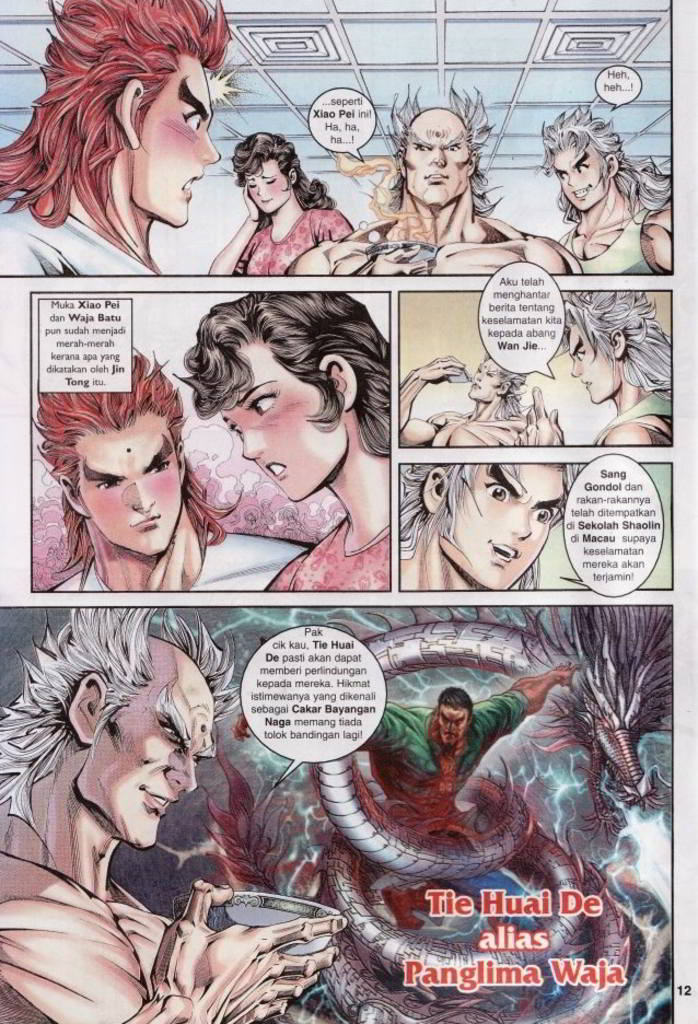 ...seperti
Xiao Pei ini!
Ha, ha,
ha...!
Heh,
heh...!
Muka Xiao Pei
dan Waja Batu
pun sudah menjadi
merah-merah
kerana apa yang
dikatakan oleh Jin
Tong itu.
Aku telah
menghantar
berita tentang
keselamatan kita
kepada abang
Wan Jie...
Sang
Gondol dan
rakan-rakannya
telah ditempatkan
di Sekolah Shaolin
di Macau supaya
keselamatan
mereka akan
terjamin!
Pak
cik kau, Tie Huai
De pasti akan dapat
memberi perlindungan
kepada mereka. Hikmat
istimewanya yang dikenali
sebagai Cakar Bayangan
Naga memang tiada
tolok bandingan lagi!
Tie Huai De
alias
Panglima Waja
12